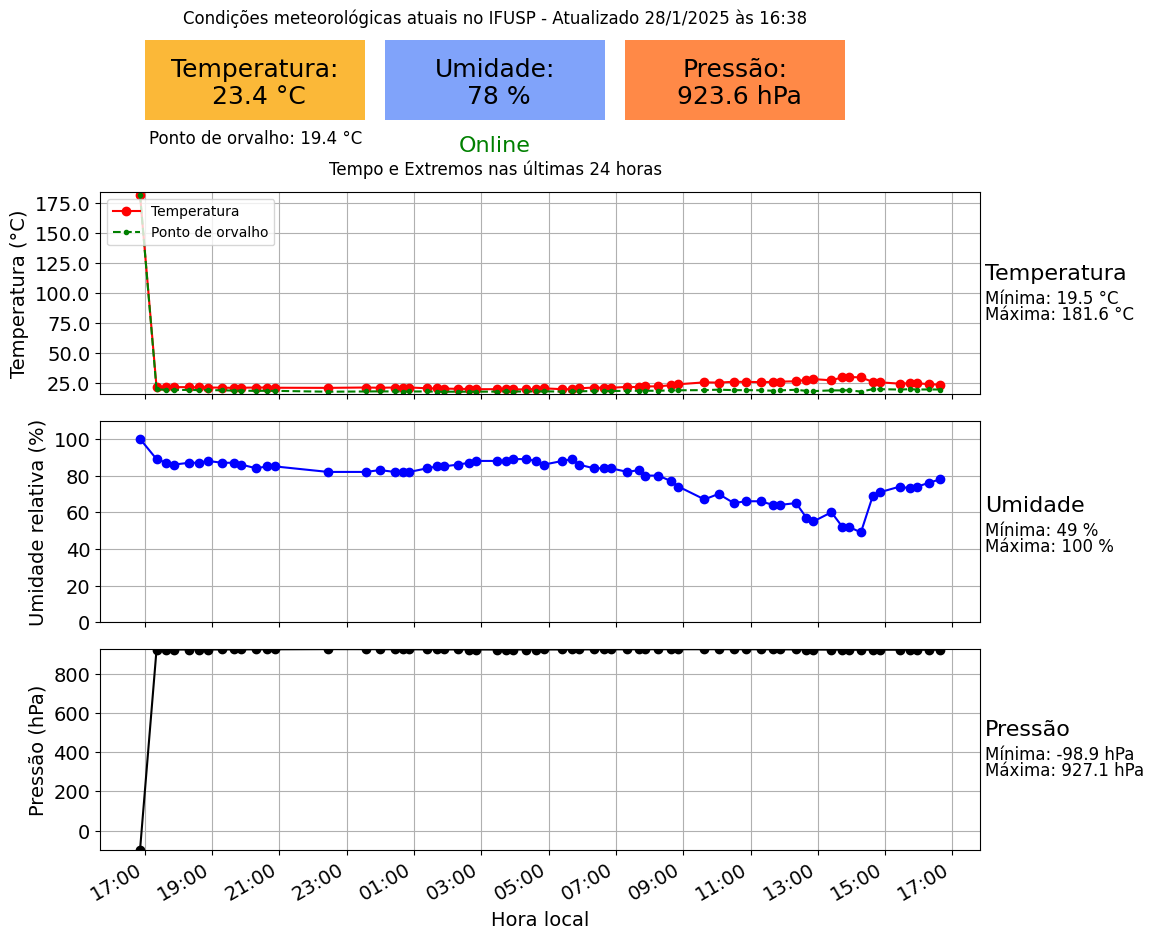 Condições meteorológicas atuais no IFUSP - Atualizado 28/1/2025 às 16:38
Temperatura:
23.4 °C
Umidade:
78 %
Pressão:
923.6 hPa
Ponto de orvalho: 19.4 °C
Online
Tempo e Extremos nas últimas 24 horas
Temperatura (°C)
175.0
150.0
125.0
100.0
75.0
50.0
25.0
Temperatura
Ponto de orvalho
Temperatura
Mínima: 19.5 °C
Máxima: 181.6 °C
Umidade relativa (%)
100
80
60
40
20
0
Umidade
Mínima: 49 %
Máxima: 100 %
Pressão (hPa)
800
600
400
200
0
Pressão
Mínima: -98.9 hPa
Máxima: 927.1 hPa
17:00 19:00 21:00 23:00 01:00 03:00 05:00 07:00 09:00 11:00 13:00 15:00 17:00
Hora local